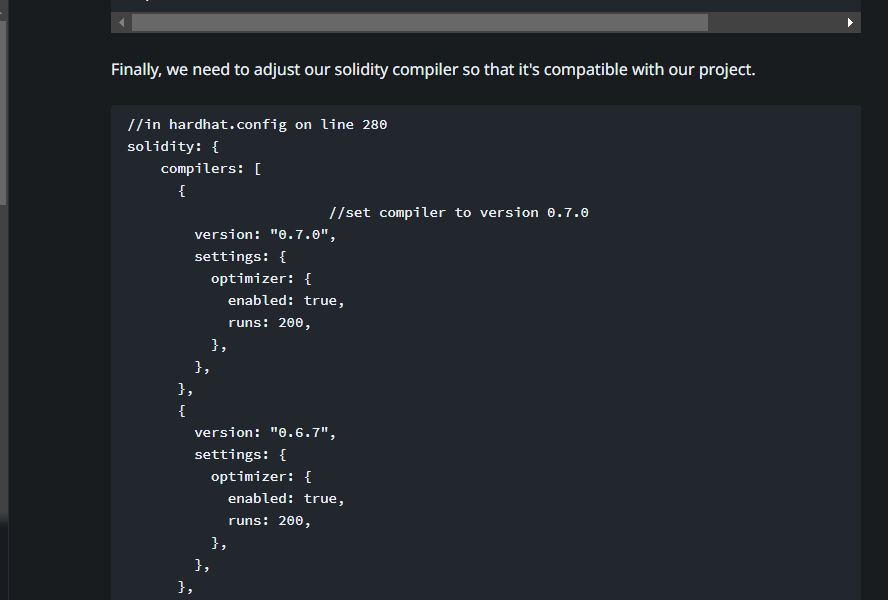 Finally, we need to adjust our solidity compiler so that it's compatible with our project.
//in hardhat.config on line 280
solidity: {
compilers: [
{
//set compiler to version 0.7.0
version: "0.7.0",
settings: {
optimizer: {
enabled: true,
runs: 200,
},
},
},
{
version: "0.6.7",
settings: {
optimizer: {
enabled: true,
runs: 200,
},
},
},